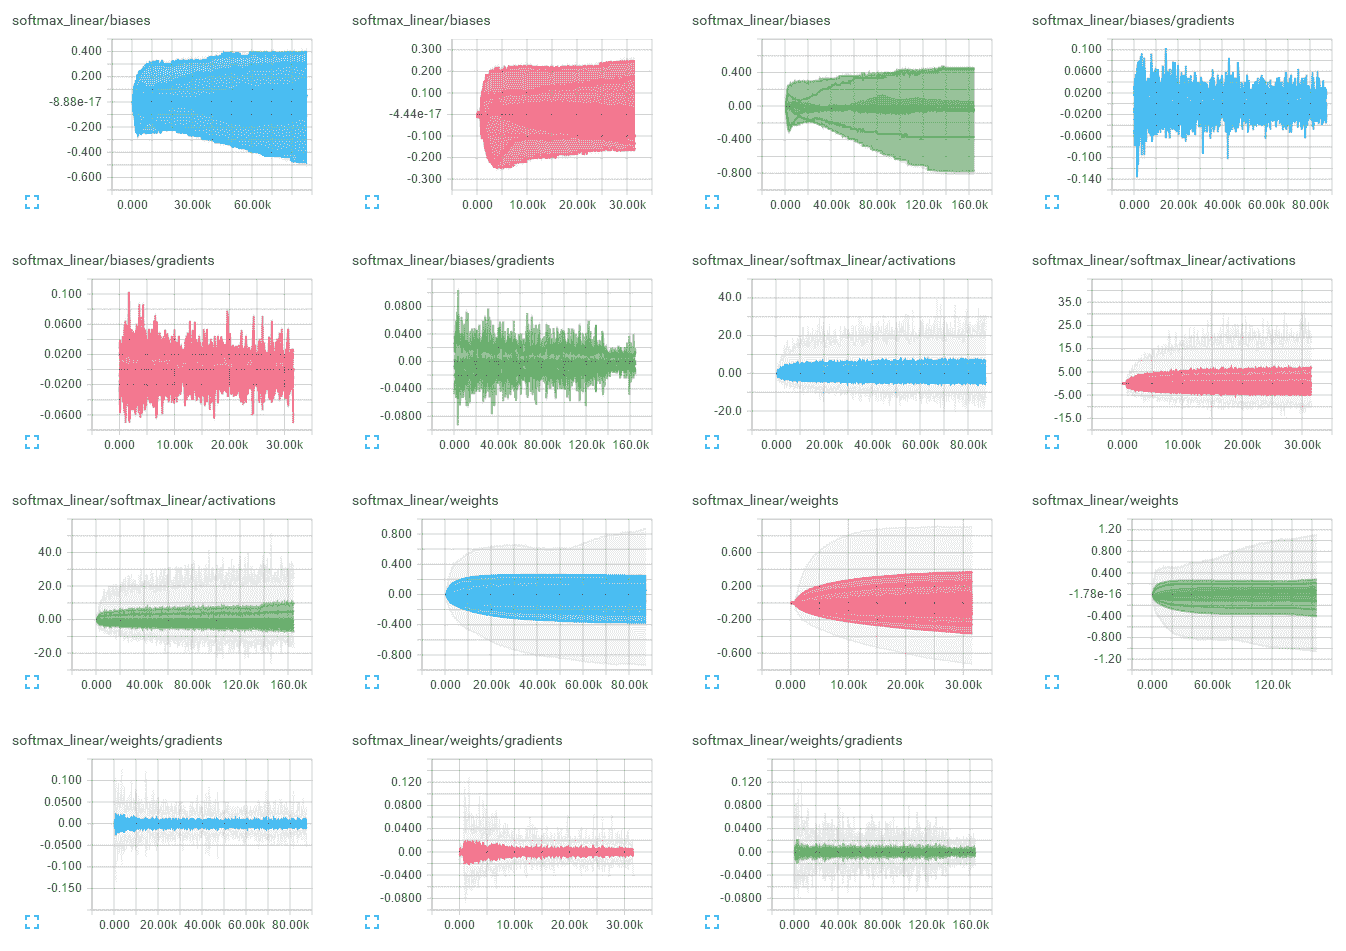 softmax_linear/biases
0.400
0.200
-8.88e-17
-0.200
-0.400
-0.600
0.000 30.00k 60.00k
softmax_linear/biases
0.300
0.200
0.100
-4.44e-17
-0.100
-0.200
-0.300
0.000 10.00k 20.00k 30.00k
softmax_linear/biases
0.400
0.00
-0.400
-0.800
0.000 40.00k 80.00k 120.0k 160.0k
softmax_linear/biases/gradients
0.100
0.0600
0.0200
-0.0200
-0.0600
-0.100
-0.140
0.000 20.00k 40.00k 60.00k 80.00k
softmax_linear/biases/gradients
0.100
0.0600
0.0200
-0.0200
-0.0600
0.000 10.00k 20.00k 30.00k
softmax_linear/biases/gradients
0.0800
0.0400
0.00
-0.0400
-0.0800
0.000 40.00k 80.00k 120.0k 160.0k
softmax_linear/softmax_linear/activations
40.0
20.0
0.00
-20.0
0.000 20.00k 40.00k 60.00k 80.00k
softmax_linear/softmax_linear/activations
35.0
25.0
15.0
5.00
-5.00
-15.0
0.000 10.00k 20.00k 30.00k
softmax_linear/softmax_linear/activations
40.0
20.0
0.00
-20.0
0.000 40.00k 80.00k 120.0k 160.0k
softmax_linear/weights
0.800
0.400
0.00
-0.400
-0.800
0.000 20.00k 40.00k 60.00k 80.00k
softmax_linear/weights
0.600
0.200
-0.200
-0.600
0.000 10.00k 20.00k 30.00k
softmax_linear/weights
1.20
0.800
0.400
-1.78e-16
-0.400
-0.800
-1.20
0.000 60.00k 120.0k
softmax_linear/weights/gradients
0.100
0.0500
0.00
-0.0500
-0.100
-0.150
0.000 20.00k 40.00k 60.00k 80.00k
softmax_linear/weights/gradients
0.120
0.0800
0.0400
0.00
-0.0400
-0.0800
0.000 10.00k 20.00k 30.00k
softmax_linear/weights/gradients
0.120
0.0800
0.0400
0.00
-0.0400
-0.0800
0.000 40.00k 80.00k 120.0k 160.0k